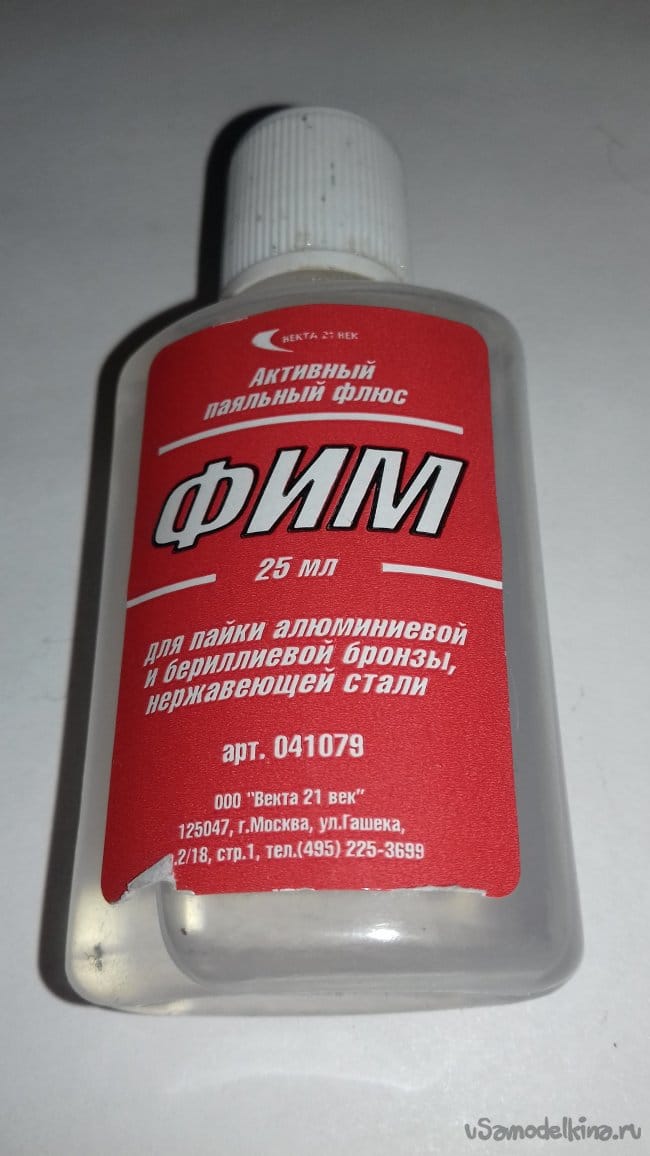 ВЕКТА 21 ВЕК
Активный
паяльный флюс
ФИМ
25 мл
для пайки алюминиевой
и бериллиевой бронзы,
нержавеющей стали
арт. 041079
ООО "Векта 21 век"
125047, г.Москва, ул.Гашека,
.2/18, стр.1, тел.(495) 225-3699
vSamodelkina.ru